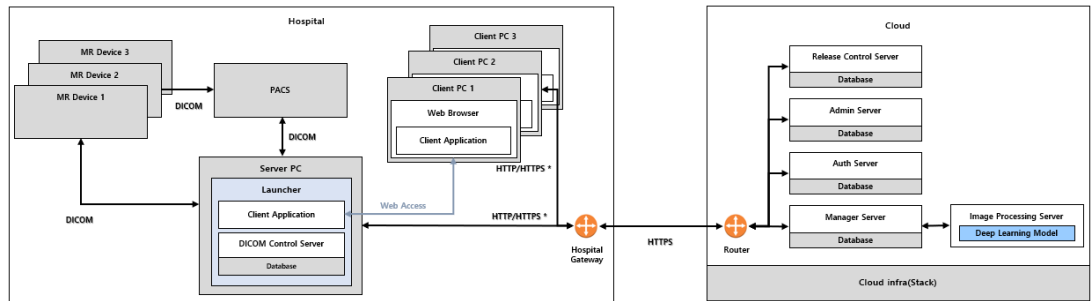 Hospital
MR Device 3
MR Device 2
MR Device 1
DICOM
PACS
DICOM
DICOM
Client PC 3
Client PC 2
Client PC 1
Web Browser
Client Application
HTTP/HTTPS *
Server PC
Launcher
Client Application
DICOM Control Server
Database
Web Access
HTTP/HTTPS *
Hospital
Gateway
HTTPS
Cloud
Router
Release Control Server
Database
Admin Server
Database
Auth Server
Database
Manager Server
Database
Image Processing Server
Deep Learning Model
Cloud infra(Stack)